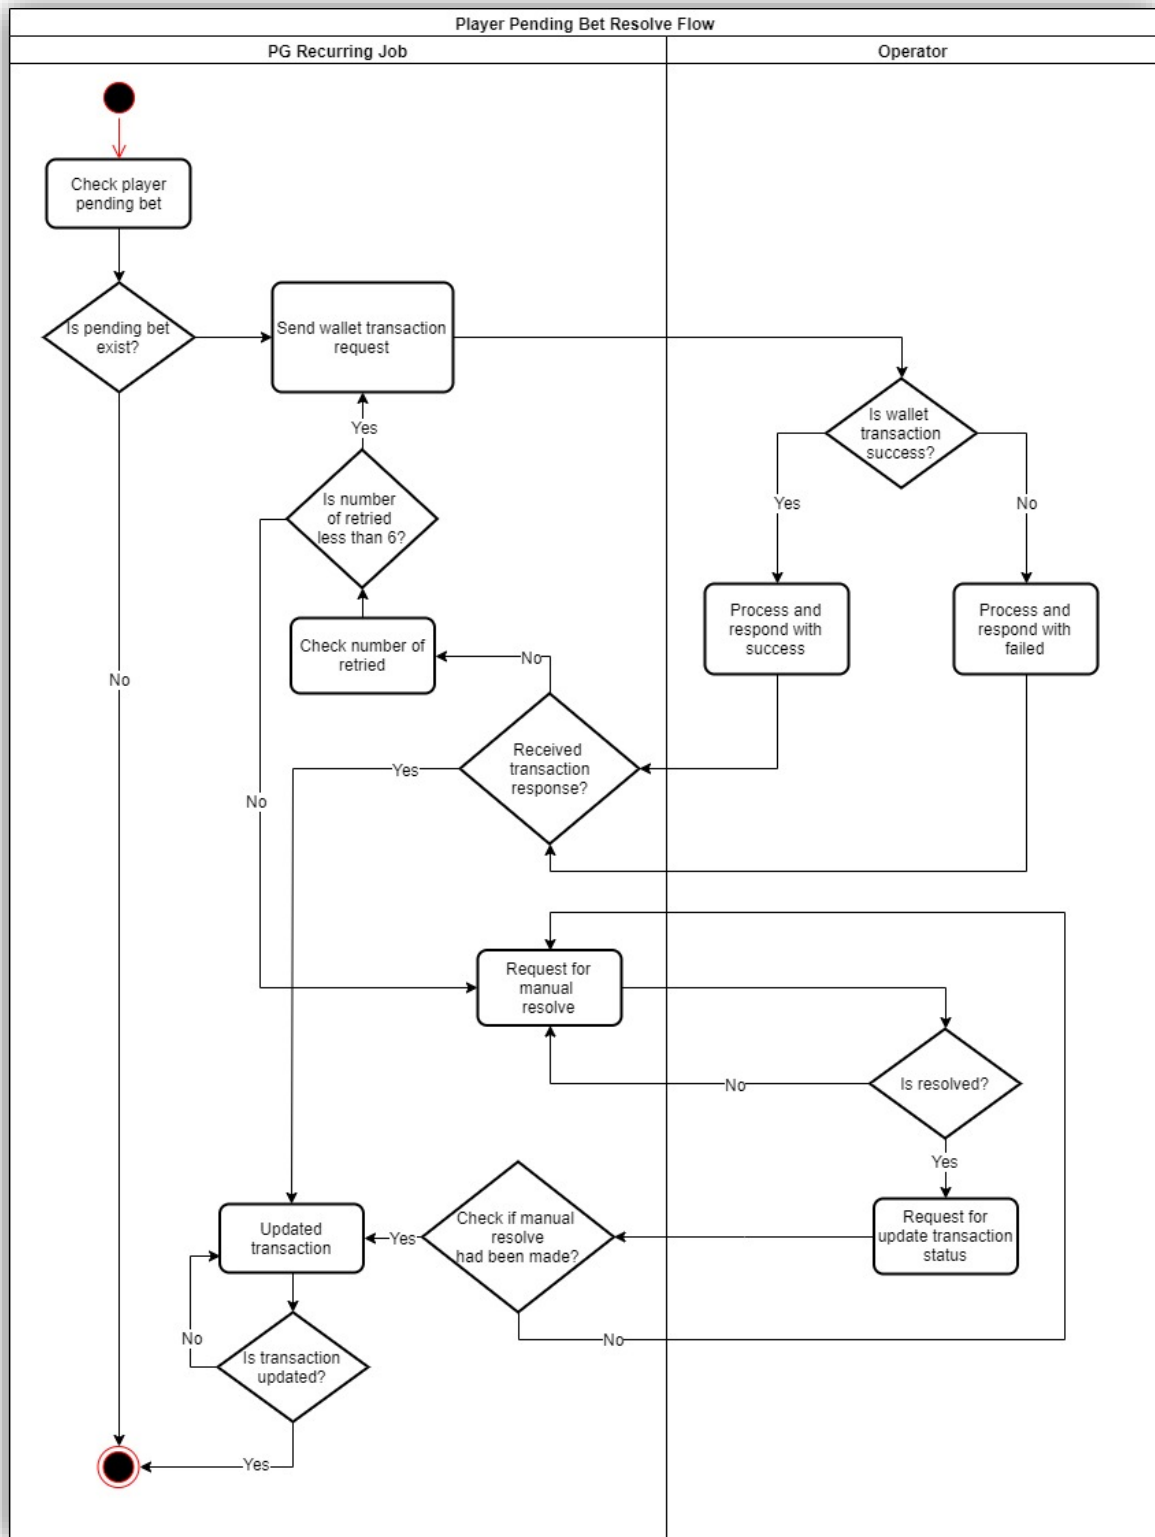 Player Pending Bet Resolve Flow
PG Recurring Job
Operator
Check player
pending bet
Is pending bet
exist?
Send wallet transaction
request
Yes
Is number
of retried
less than 6?
Is wallet
transaction
success?
Yes
No
Process and
respond with
success
Process and
respond with
failed
Check number of
retried
No
No
Received
transaction
response?
Yes
No
Request for
manual
resolve
Is resolved?
No
Yes
Request for
update transaction
status
Check if manual
resolve
had been made?
Yes
Updated
transaction
No
No
Is transaction
updated?
Yes